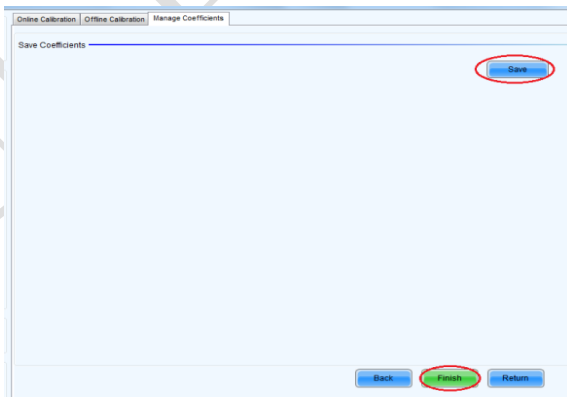 Online Calibration Offline Calibration Manage Coefficients
Save Coefficients
Save
Back Finish Return